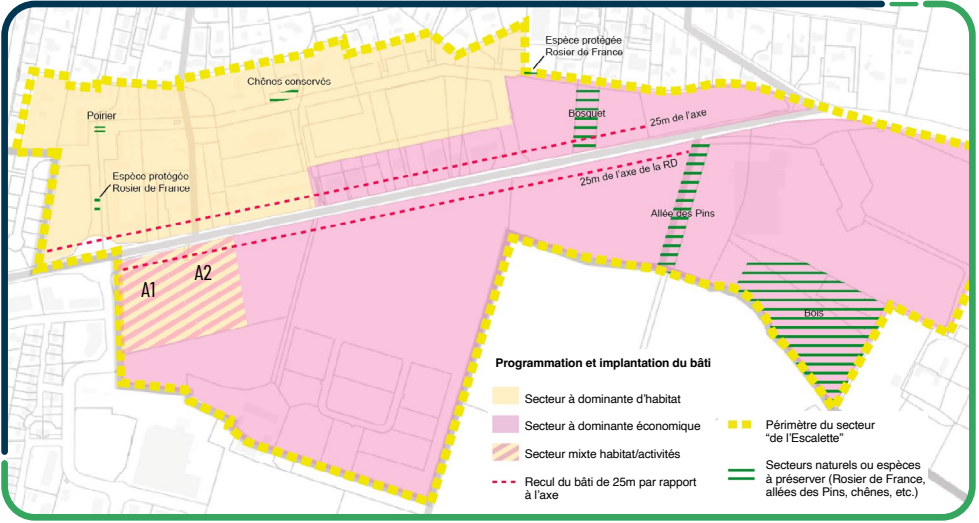 Espèce protégée
Rosier de France
Chênos conservés
Poirier
Bosquet
25m de l'axe
Espèce protégée
Rosier de France
25m de l'axe de la RD
Allée des Pins
A1
A2
Bois
Programmation et implantation du bâti
Secteur à dominante d'habitat
Secteur à dominante économique
Secteur mixte habitat/activités
Recul du bâti de 25m par rapport
à l'axe
Périmètre du secteur
"de l'Escalette"
Secteurs naturels ou espèces
à préserver (Rosier de France,
allées des Pins, chênes, etc.)